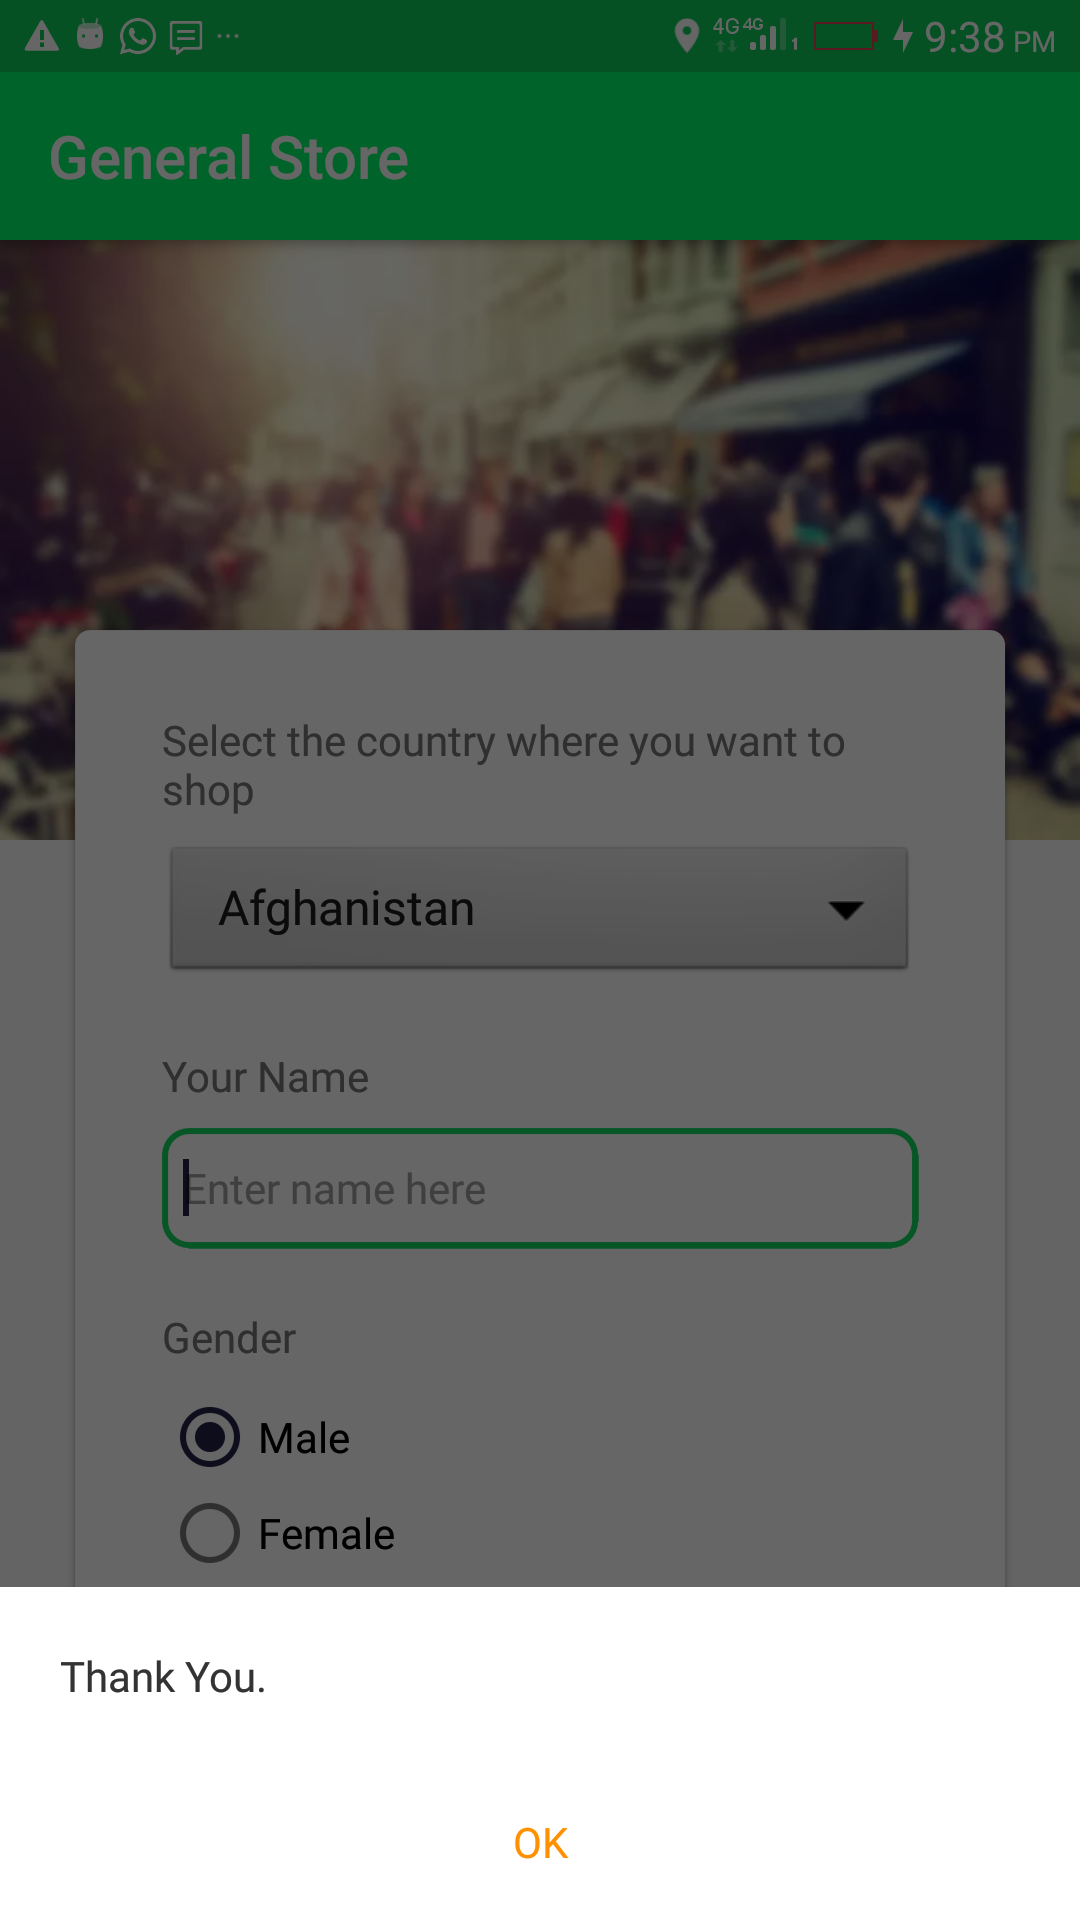 4G 4G 1 9:38 PM
General Store
Select the country where you want to
shop
Afghanistan
Your Name
Enter name here
Gender
Male
Female
Thank You.
OK